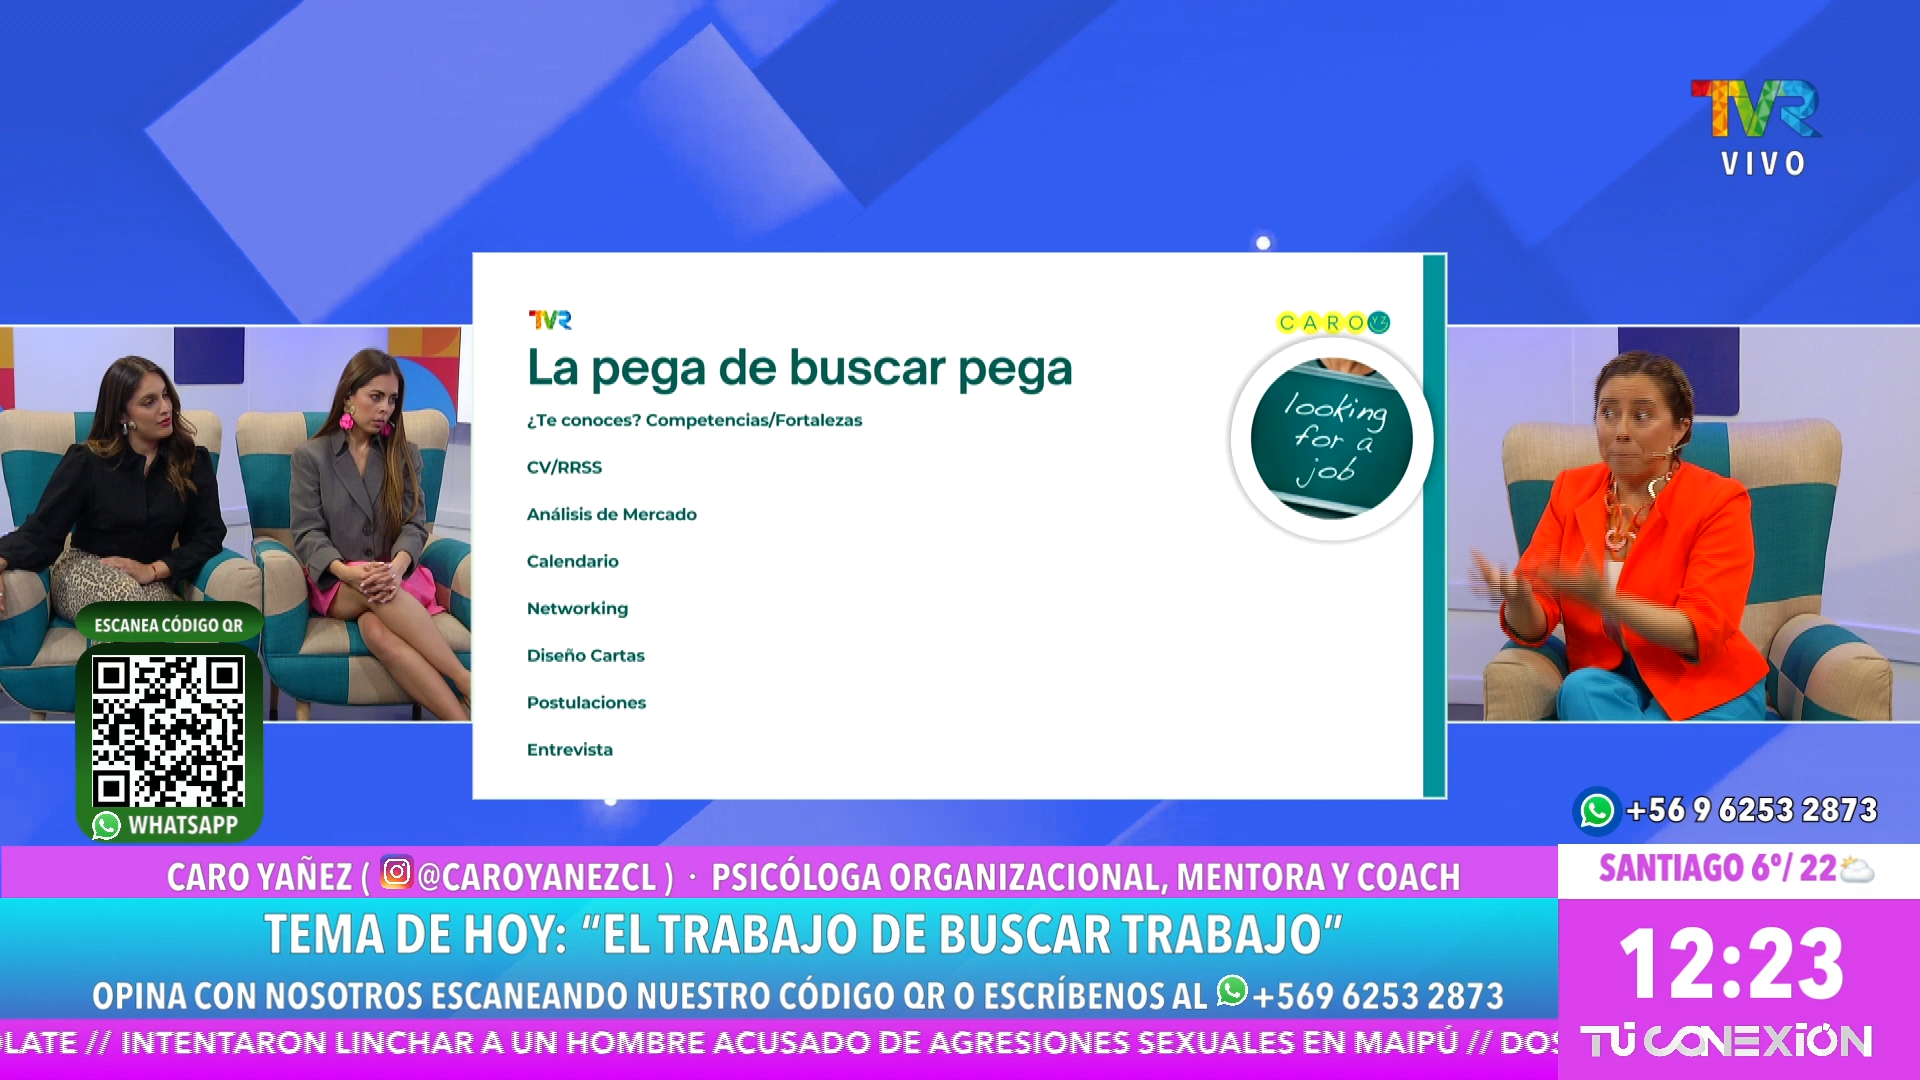 TVR
VIVO
TVR
CARO YZ
La pega de buscar pega
¿Te conoces? Competencias/Fortalezas
CV/RRSS
Análisis de Mercado
Calendario
Networking
Diseño Cartas
Postulaciones
Entrevista
looking
for a
job
ESCANEA CÓDIGO QR
WHATSAPP
+56 9 6253 2873
CARO YAÑEZ ( @CAROYANEZCL ) · PSICÓLOGA ORGANIZACIONAL, MENTORA Y COACH
SANTIAGO 6º/ 22
TEMA DE HOY: “EL TRABAJO DE BUSCAR TRABAJO”
12:23
OPINA CON NOSOTROS ESCANEANDO NUESTRO CÓDIGO QR O ESCRÍBENOS AL +569 6253 2873
OLATE // INTENTARON LINCHAR A UN HOMBRE ACUSADO DE AGRESIONES SEXUALES EN MAIPÚ // DOS
TÚ CONEXIÓN